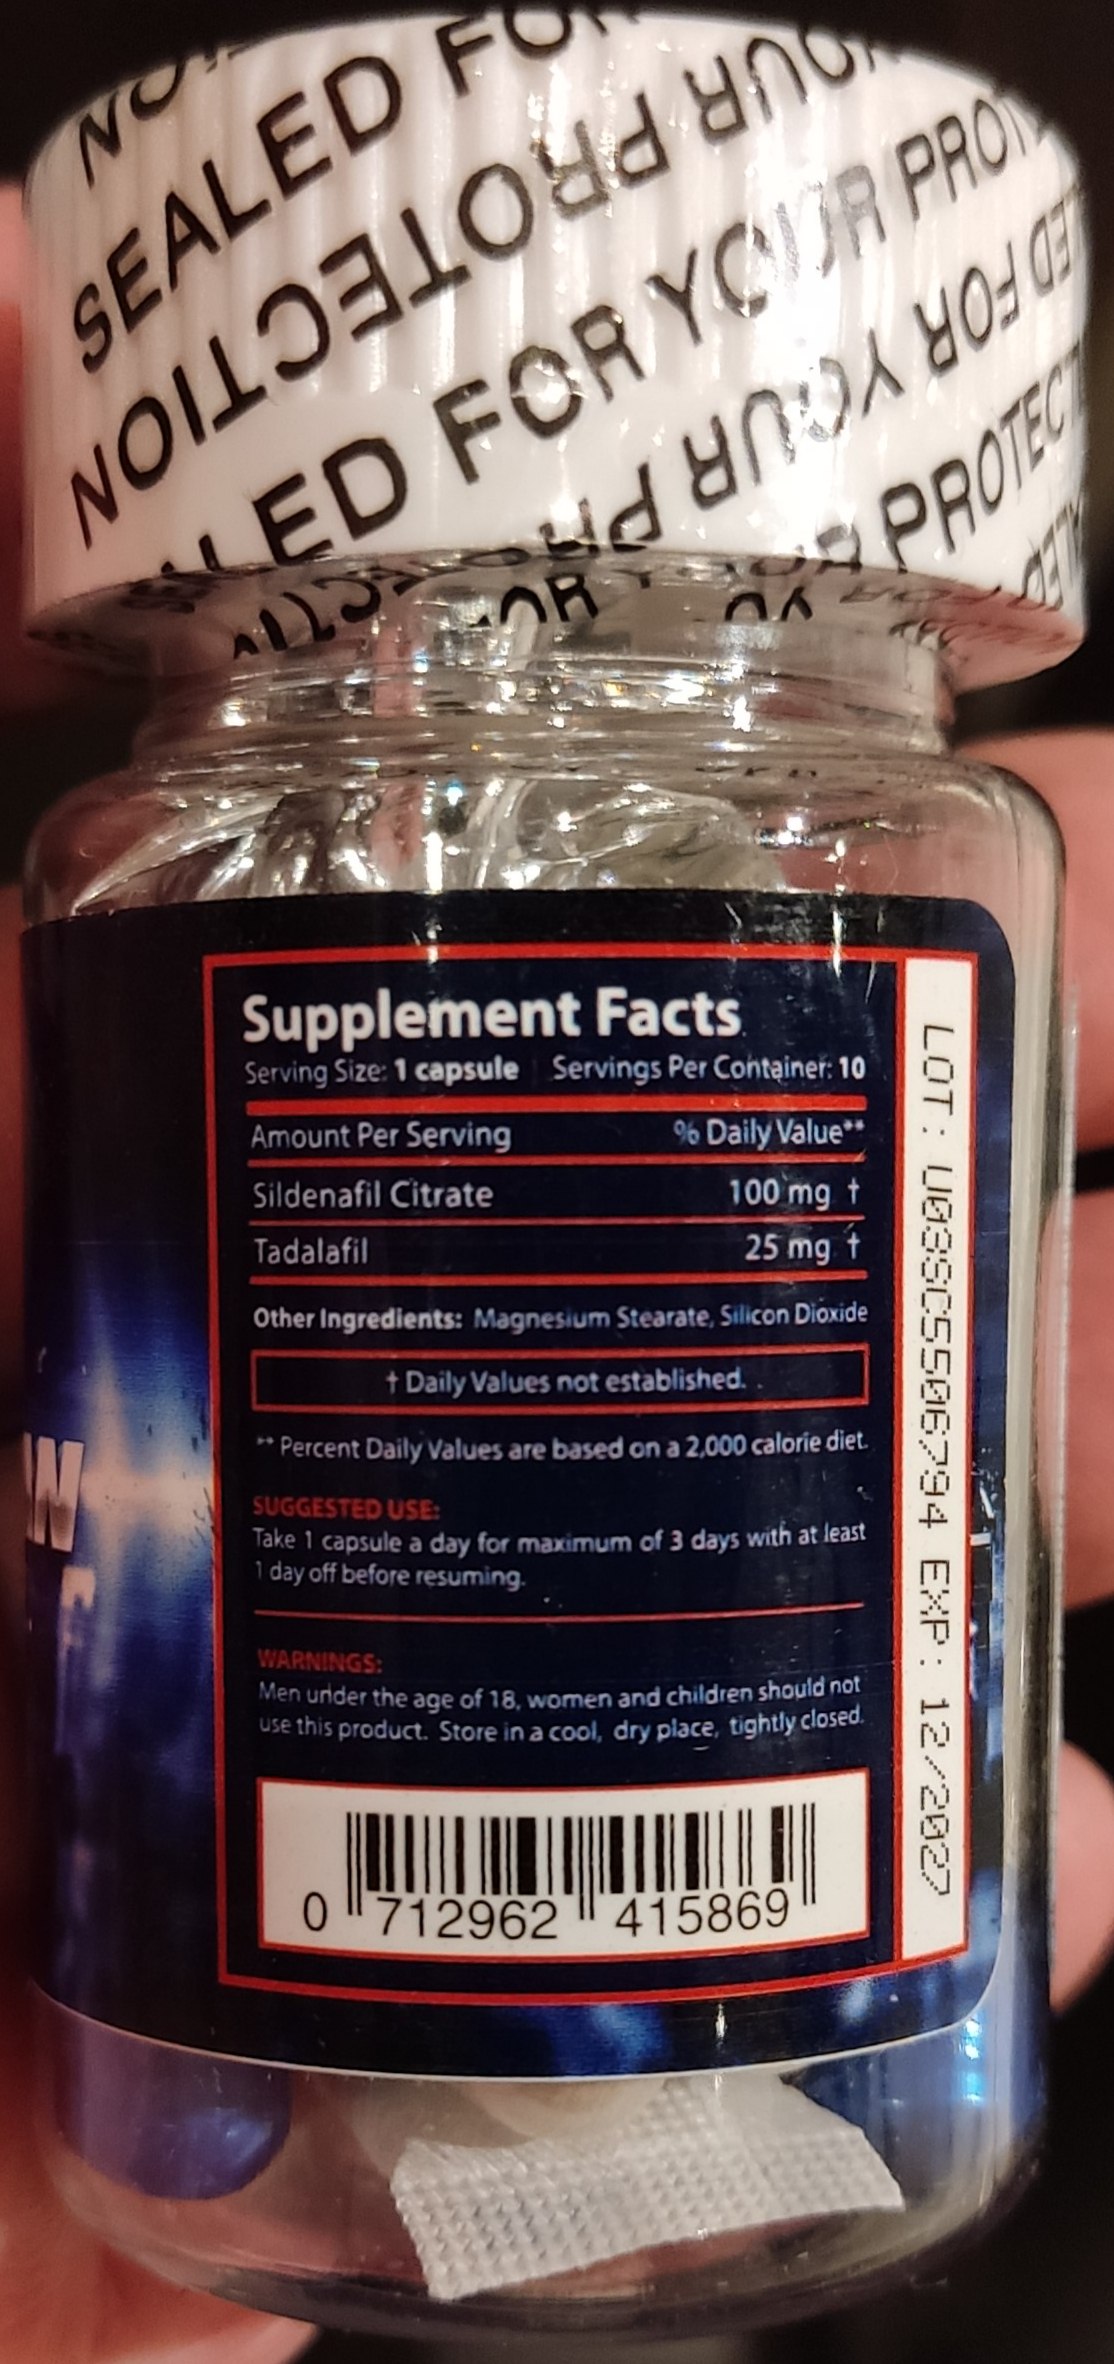 SEALED FOR
YOUR PROTECTION
SEALED FOR YOUR PROTECT
Supplement Facts
Serving Size: 1 capsule Servings Per Container: 10
Amount Per Serving % Daily Value**
Sildenafil Citrate 100 mg †
Tadalafil 25 mg †
Other Ingredients: Magnesium Stearate, Silicon Dioxide
† Daily Values not established.
** Percent Daily Values are based on a 2,000 calorie diet.
SUGGESTED USE:
Take 1 capsule a day for maximum of 3 days with at least
1 day off before resuming.
WARNINGS:
Men under the age of 18, women and children should not
use this product. Store in a cool, dry place, tightly closed.
0 712962 415869
LOT: U03SC5506794 EXP: 12/2027